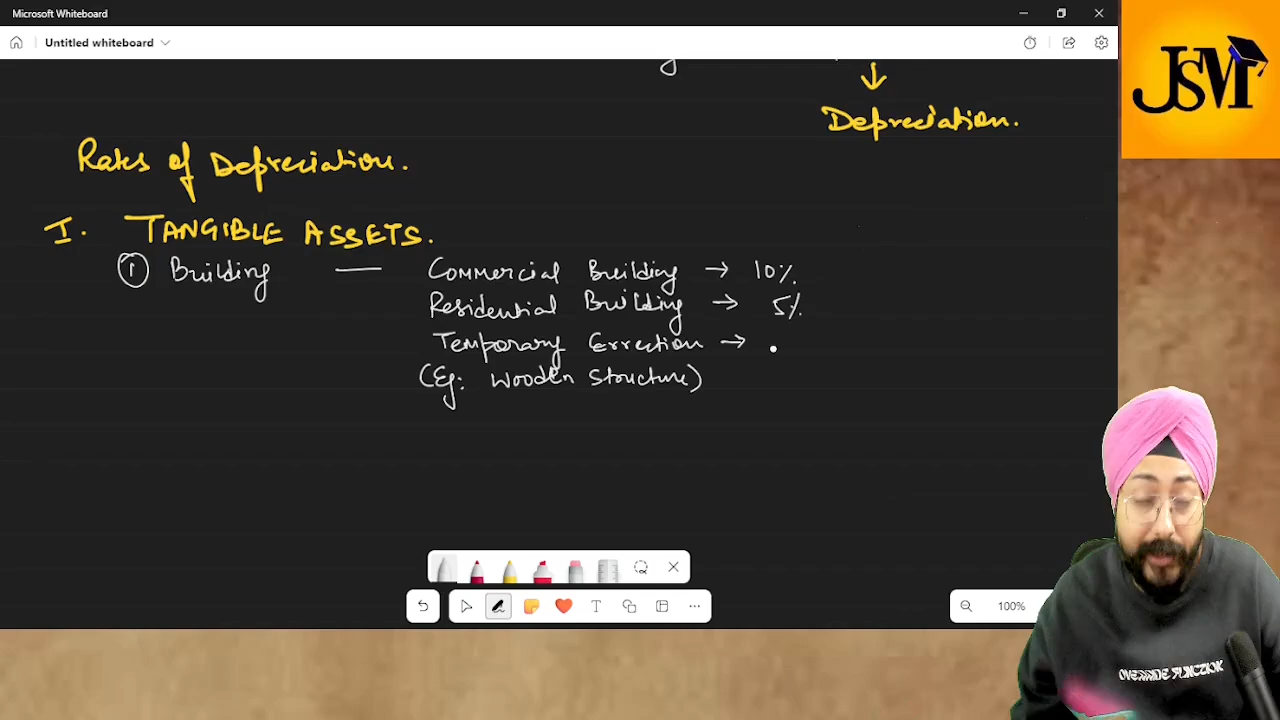 Microsoft Whiteboard
Untitled whiteboard
JSM
Depreciation.
Rates of Depreciation.
I. TANGIBLE ASSETS.
① Building — Commercial Building → 10%
Residential Building → 5%
Temporary Errection →
(Eg: Wooden Structure)
100%